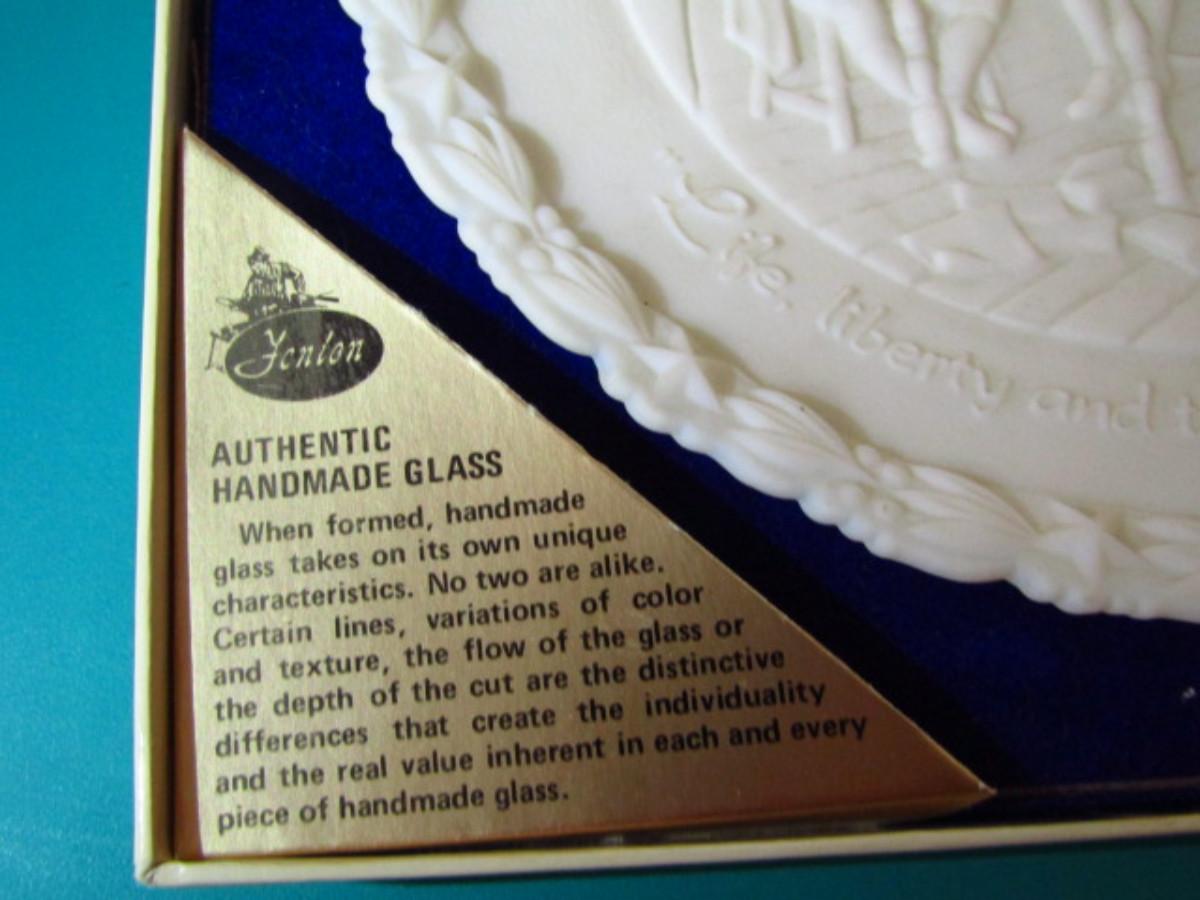 Fenton
AUTHENTIC
HANDMADE GLASS
When formed, handmade
glass takes on its own unique
characteristics. No two are alike.
Certain lines, variations of color
and texture, the flow of the glass or
the depth of the cut are the distinctive
differences that create the individuality
and the real value inherent in each and every
piece of handmade glass.
"Life, liberty and t